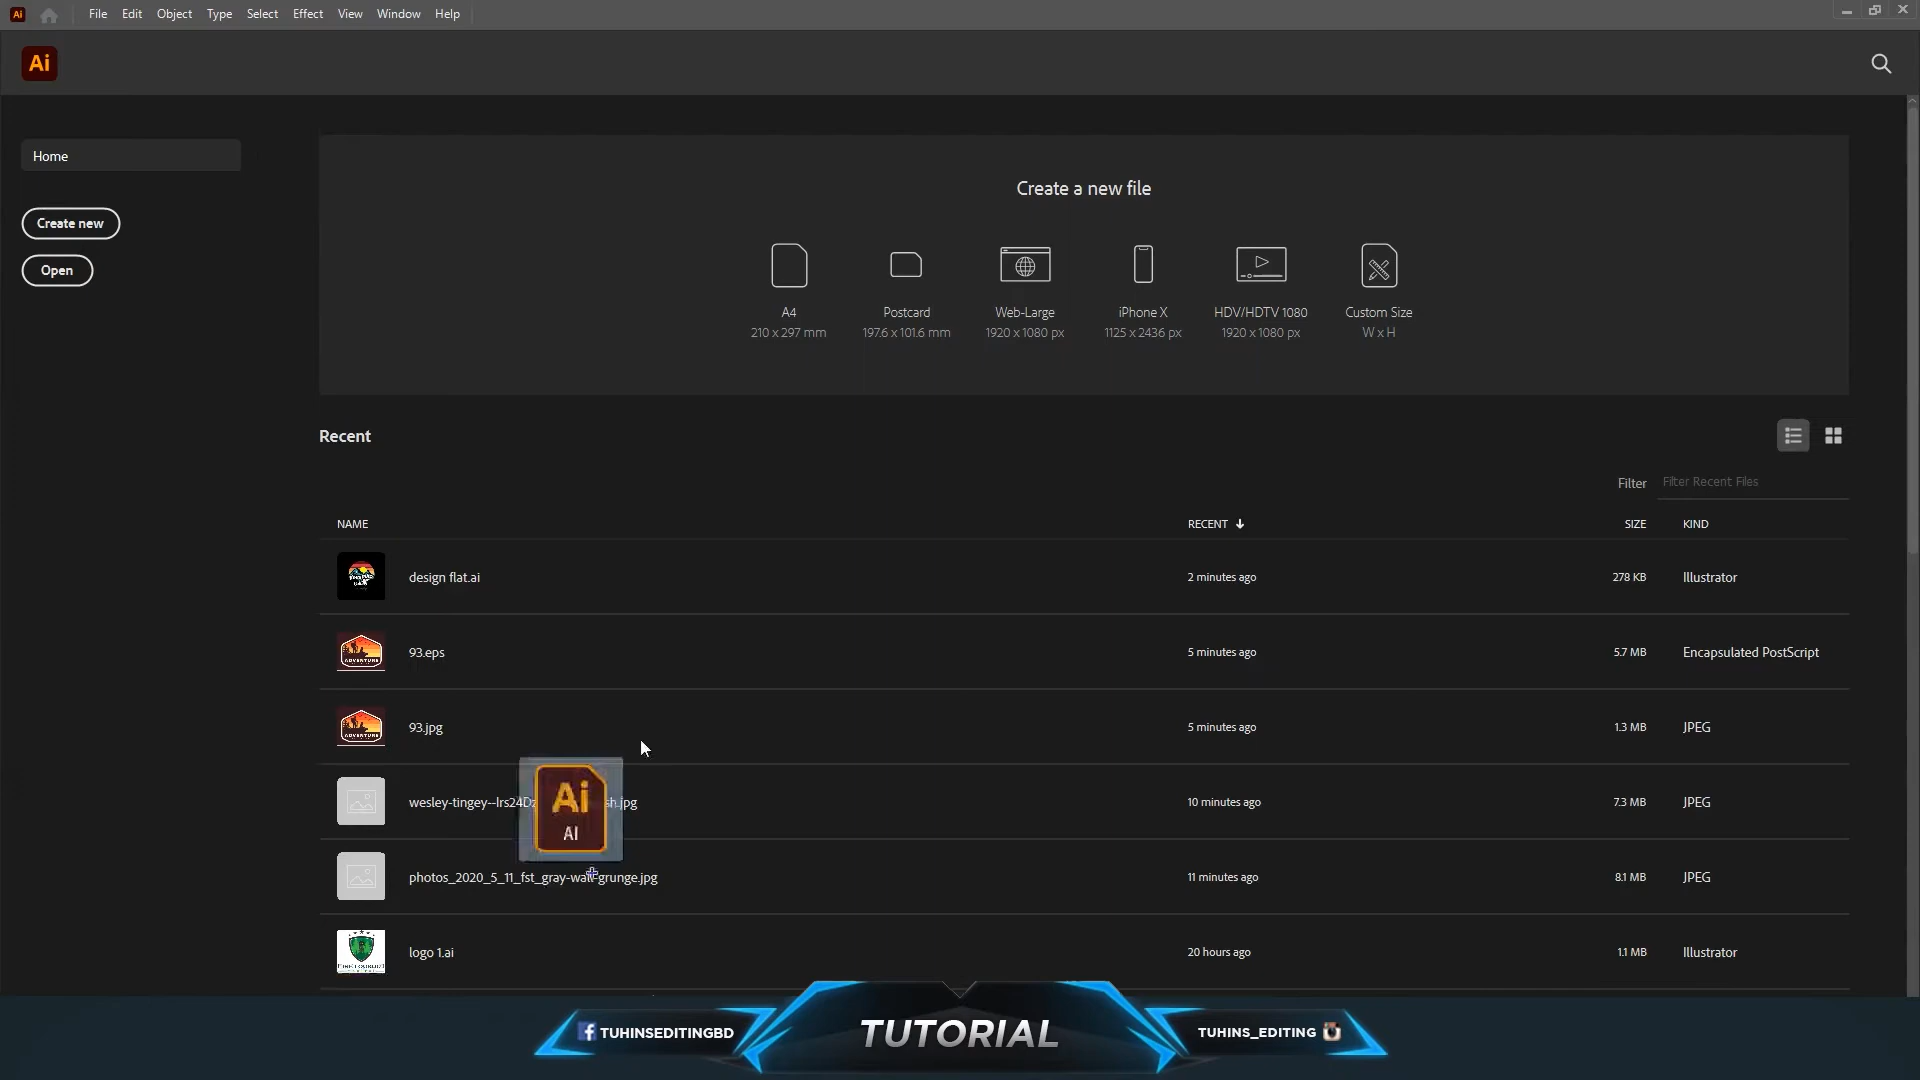 Ai File Edit Object Type Select Effect View Window Help
Ai
Home
Create new
Open
Create a new file
A4 Postcard Web-Large iPhone X HDV/HDTV 1080 Custom Size
210 x 297 mm 197.6 x 101.6 mm 1920 x 1080 px 1125 x 2436 px 1920 x 1080 px W x H
Recent
Filter Filter Recent Files
NAME RECENT SIZE KIND
design flat.ai 2 minutes ago 278 KB Illustrator
93.eps 5 minutes ago 5.7 MB Encapsulated PostScript
ADVENTURE
93.jpg 5 minutes ago 1.3 MB JPEG
ADVENTURE
10 minutes ago 7.3 MB JPEG
Ai
AI
photos_2020_5_11_fst_gray-wall-grunge.jpg 11 minutes ago 8.1 MB JPEG
logo 1.ai 20 hours ago 1.1 MB Illustrator
TUHINSEDITINGBD TUTORIAL TUHINS_EDITING